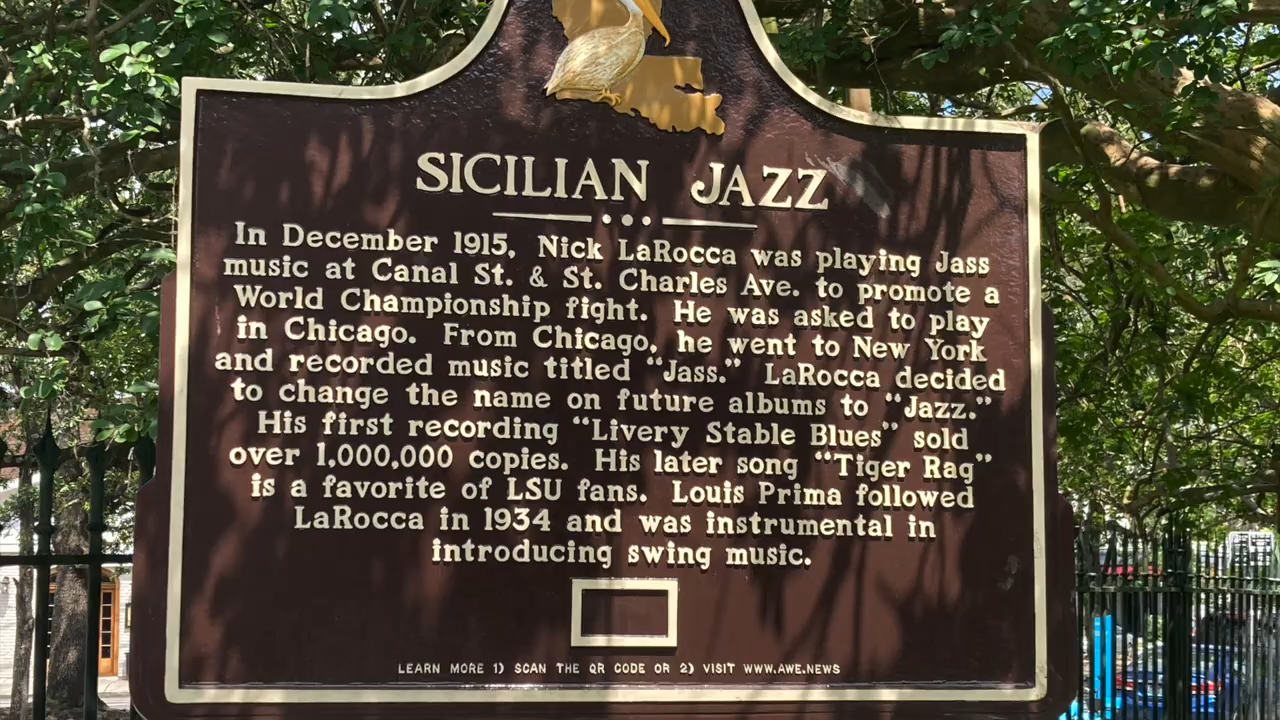 SICILIAN JAZZ
In December 1915, Nick LaRocca was playing Jass
music at Canal St. & St. Charles Ave. to promote a
World Championship fight. He was asked to play
in Chicago. From Chicago, he went to New York
and recorded music titled "Jass." LaRocca decided
to change the name on future albums to "Jazz."
His first recording "Livery Stable Blues" sold
over 1,000,000 copies. His later song "Tiger Rag"
is a favorite of LSU fans. Louis Prima followed
LaRocca in 1934 and was instrumental in
introducing swing music.
LEARN MORE 1) SCAN THE QR CODE OR 2) VISIT WWW.AWE.NEWS